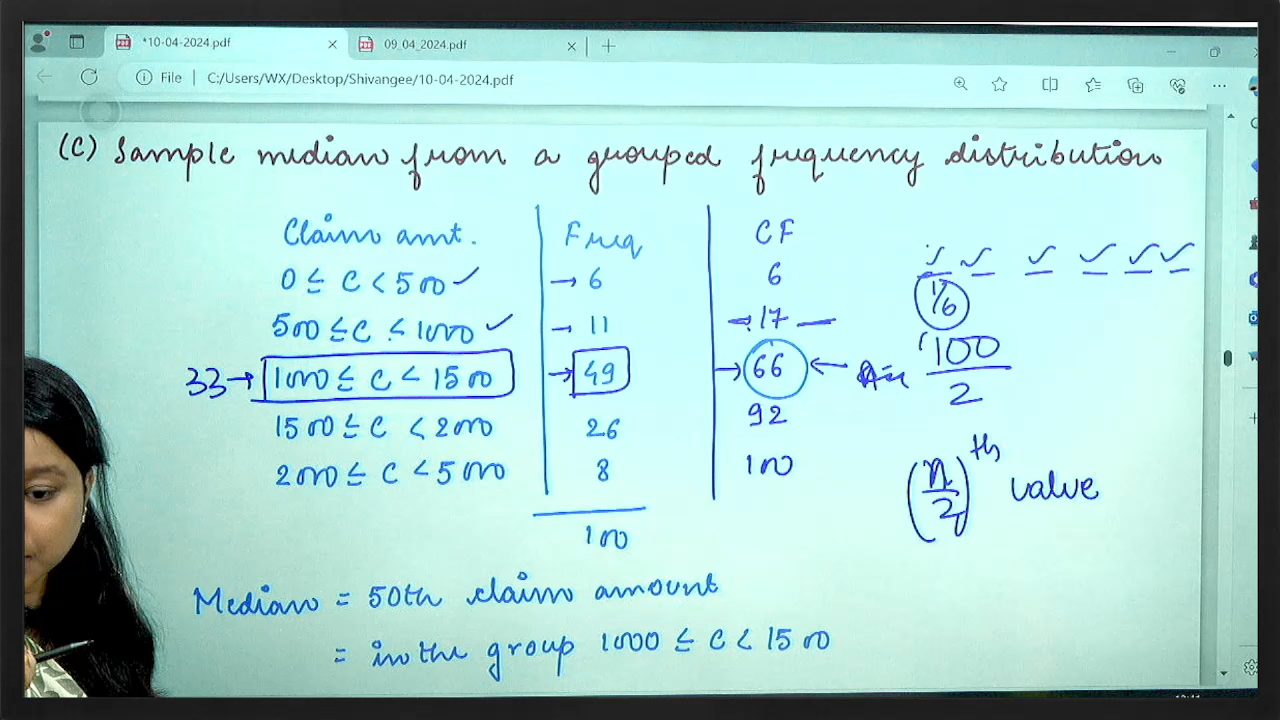 *10-04-2024.pdf
09_04_2024.pdf
File | C:/Users/WX/Desktop/Shivangee/10-04-2024.pdf
(C) Sample median from a grouped frequency distribution
Claim amt. Freq CF
0 ≤ C < 500 ✓ → 6 6
500 ≤ C < 1000 ✓ → 11 17
33 → 1000 ≤ C < 1500 → 49 → 66 ←
1500 ≤ C < 2000 26 92
2000 ≤ C < 5000 8 100
100
✓ ✓ ✓ ✓ ✓ ✓
1/6
100
2
(n/2)th value
Median = 50th claim amount
= in the group 1000 ≤ C < 1500